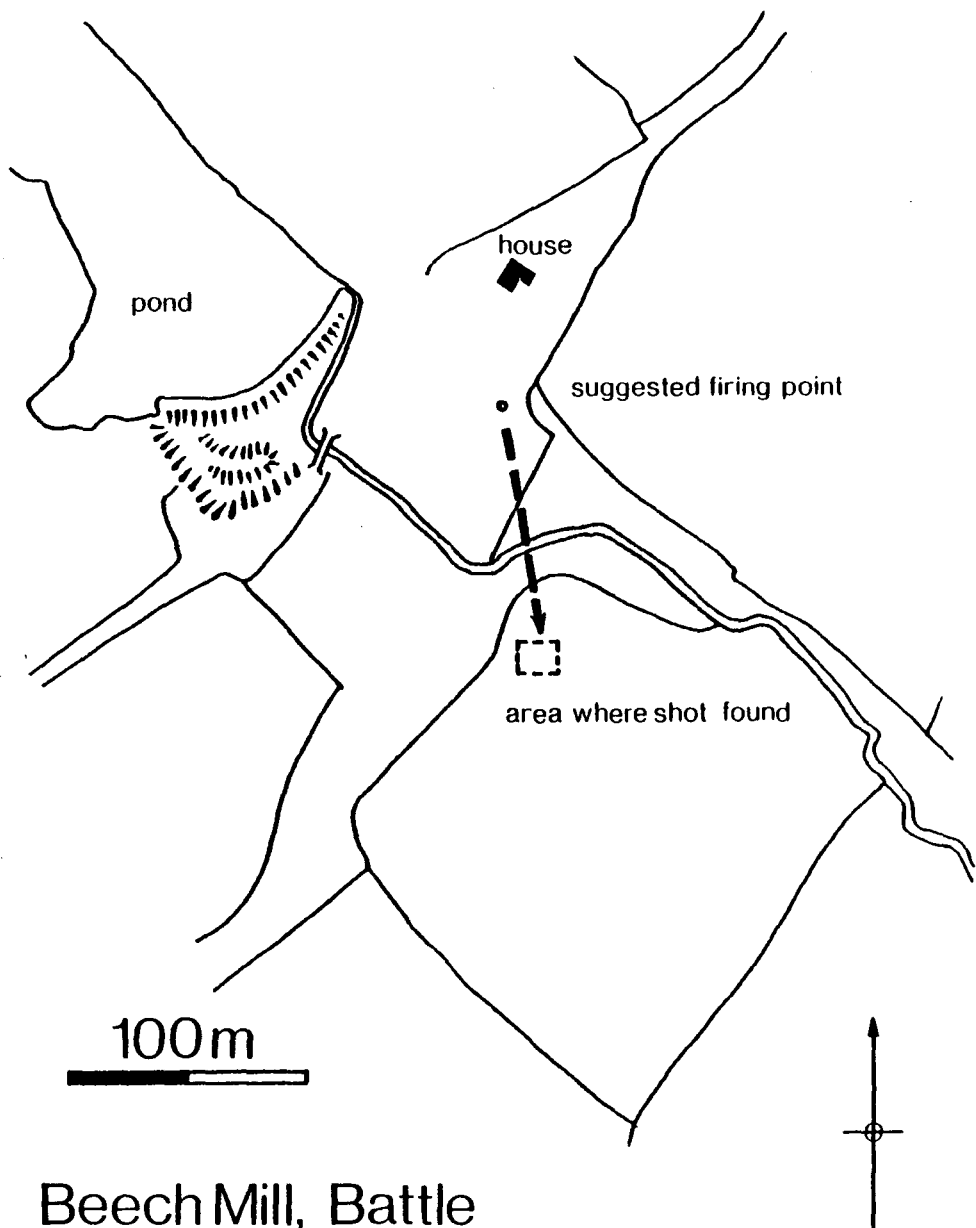 house
pond
suggested firing point
area where shot found
100m
Beech Mill, Battle